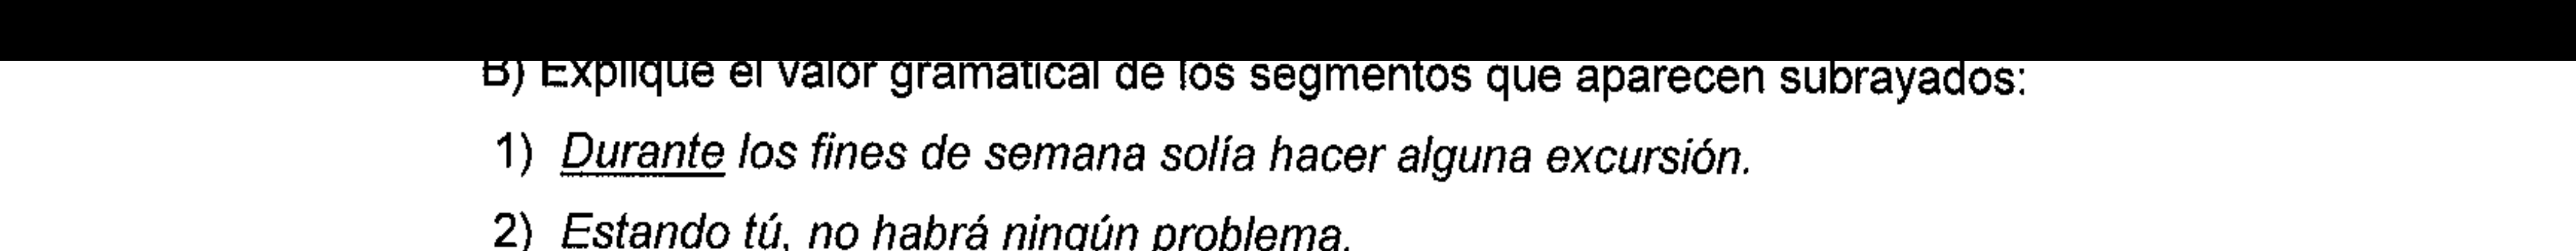 B) Explique el valor gramatical de los segmentos que aparecen subrayados:
1) Durante los fines de semana solía hacer alguna excursión.
2) Estando tú, no habrá ningún problema.